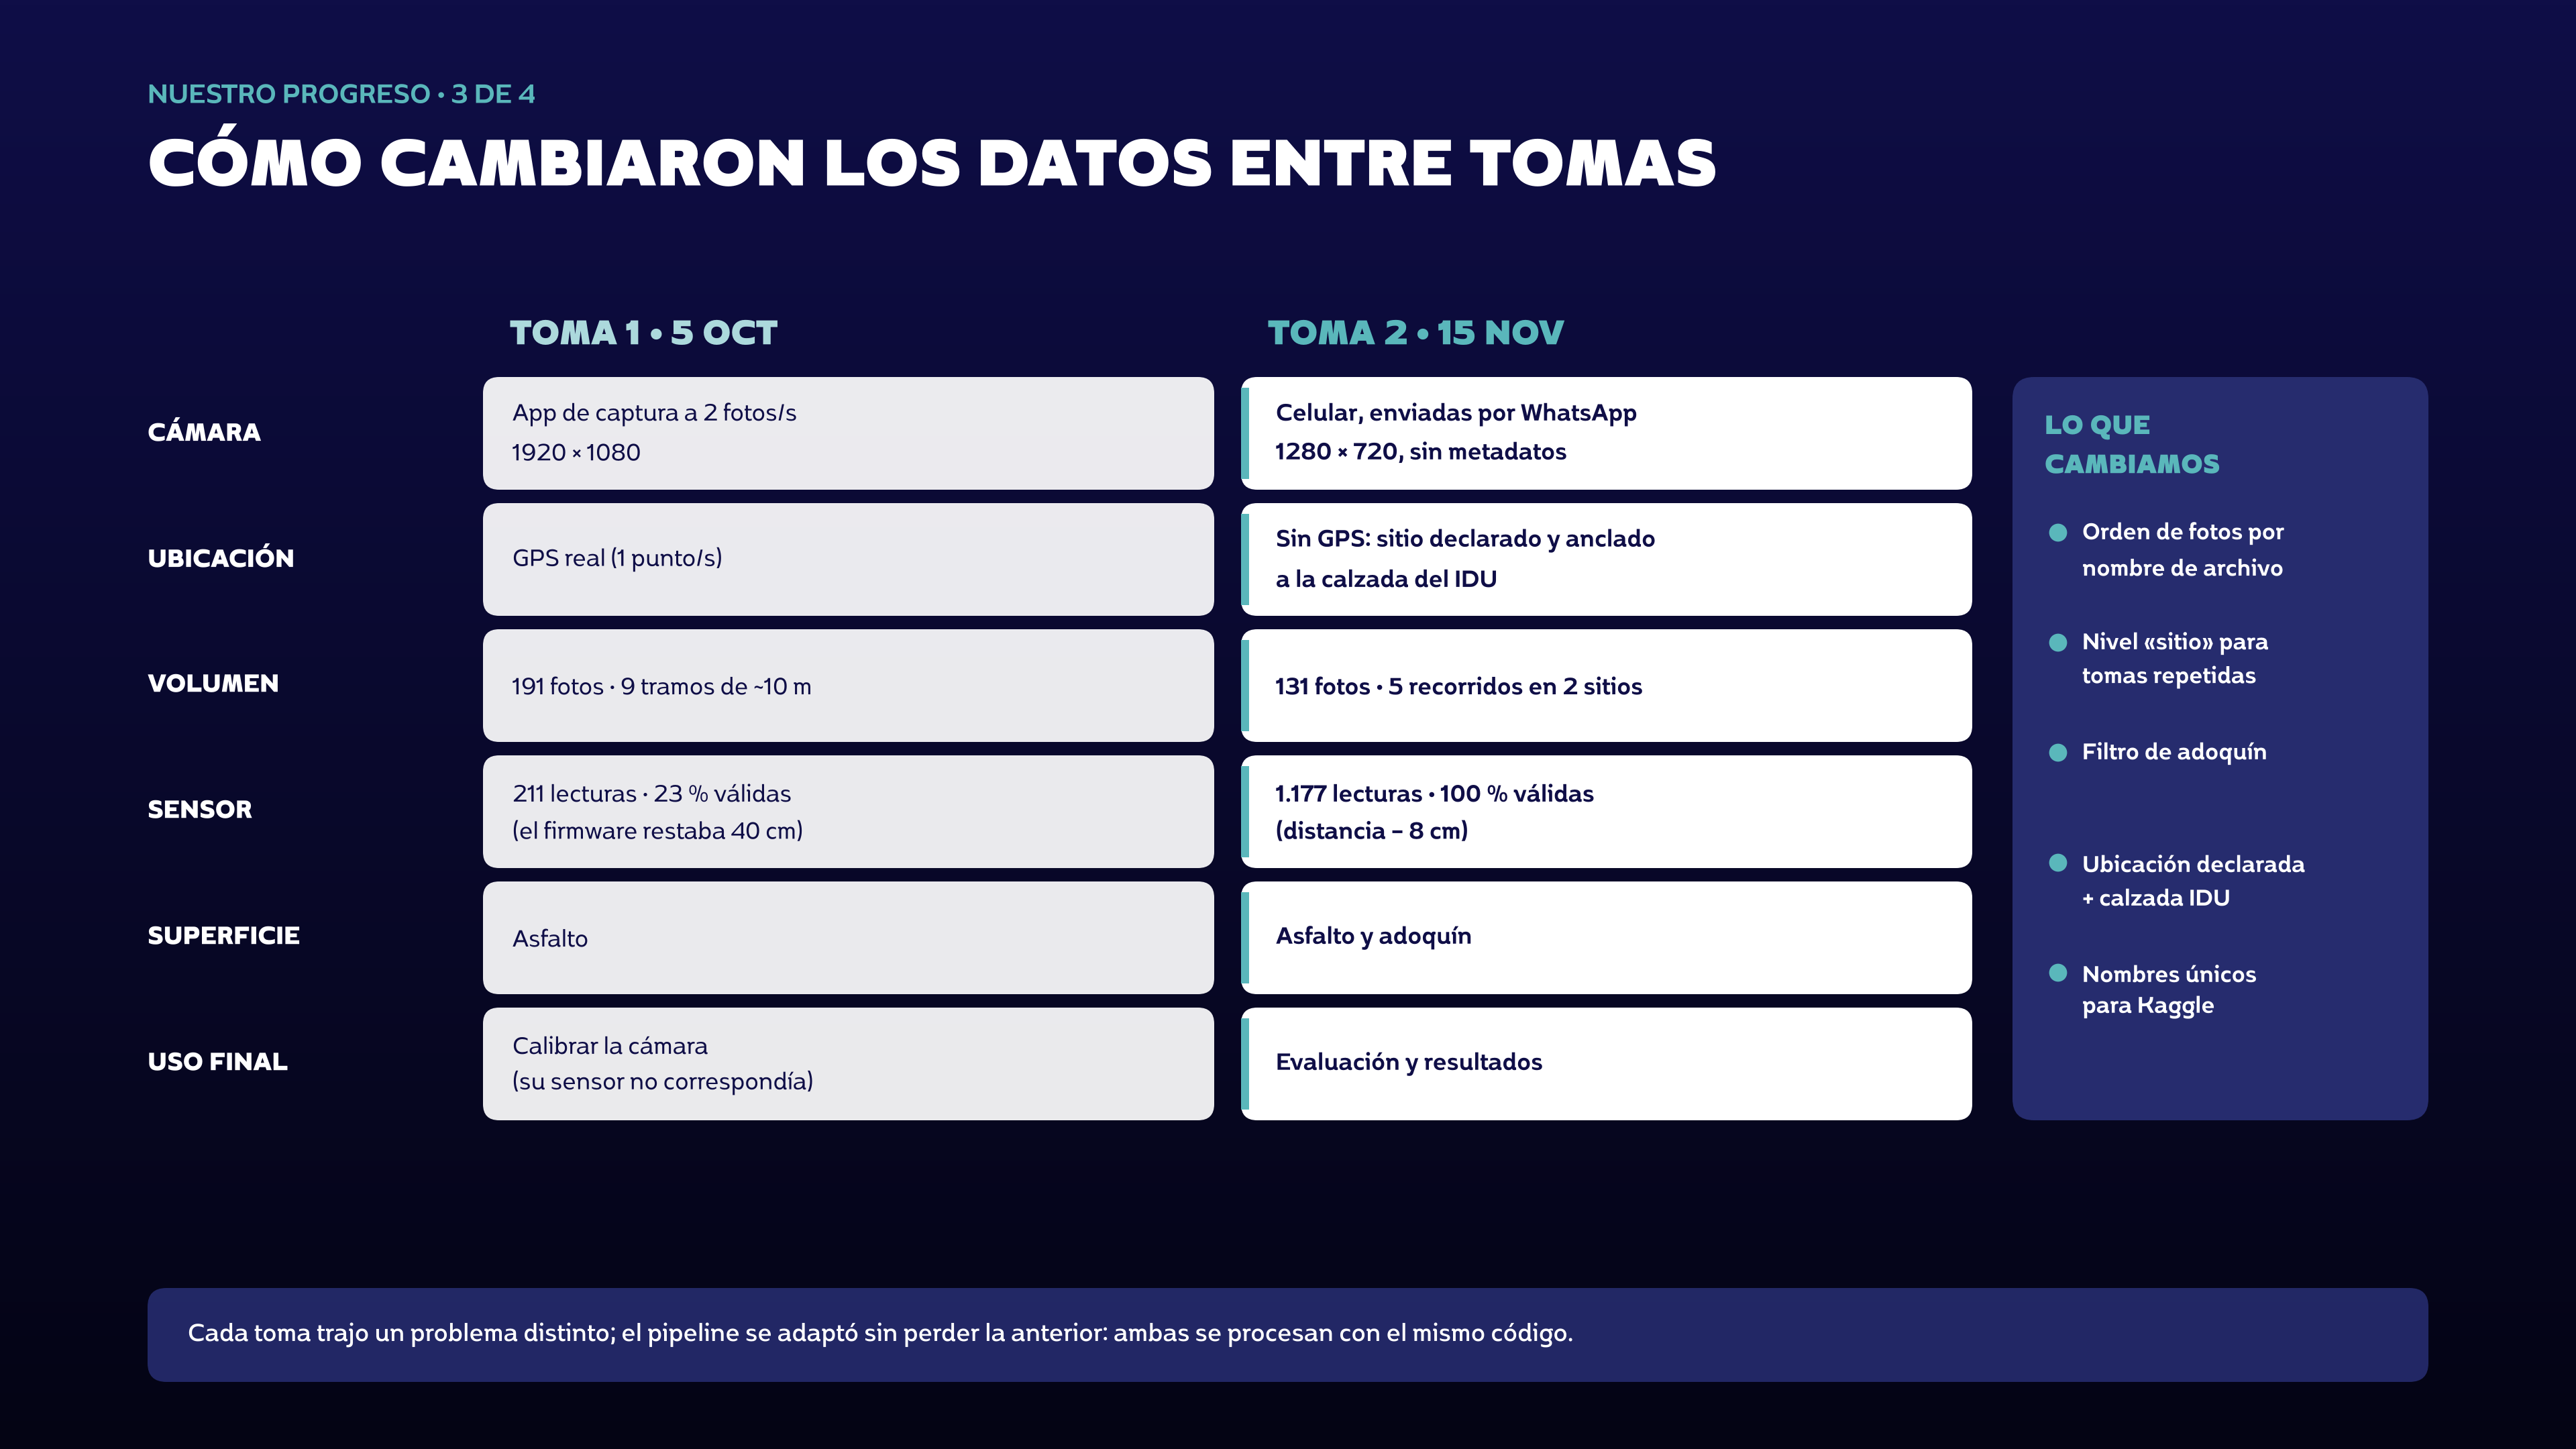 NUESTRO PROGRESO • 3 DE 4
CÓMO CAMBIARON LOS DATOS ENTRE TOMAS
TOMA 1 • 5 OCT
TOMA 2 • 15 NOV
CÁMARA
App de captura a 2 fotos/s
1920 × 1080
Celular, enviadas por WhatsApp
1280 × 720, sin metadatos
UBICACIÓN
GPS real (1 punto/s)
Sin GPS: sitio declarado y anclado
a la calzada del IDU
VOLUMEN
191 fotos • 9 tramos de ~10 m
131 fotos • 5 recorridos en 2 sitios
SENSOR
211 lecturas • 23 % válidas
(el firmware restaba 40 cm)
1.177 lecturas • 100 % válidas
(distancia – 8 cm)
SUPERFICIE
Asfalto
Asfalto y adoquín
USO FINAL
Calibrar la cámara
(su sensor no correspondía)
Evaluación y resultados
LO QUE
CAMBIAMOS
Orden de fotos por
nombre de archivo
Nivel «sitio» para
tomas repetidas
Filtro de adoquín
Ubicación declarada
+ calzada IDU
Nombres únicos
para Kaggle
Cada toma trajo un problema distinto; el pipeline se adaptó sin perder la anterior: ambas se procesan con el mismo código.